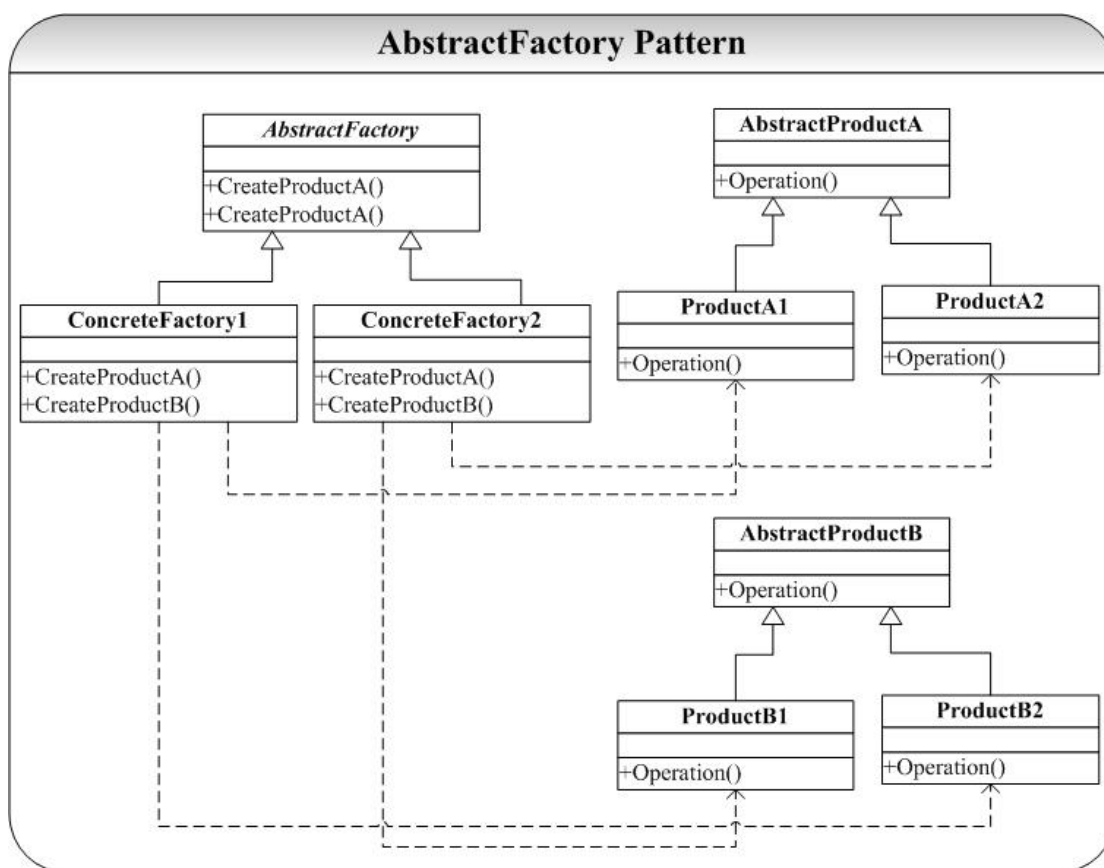 AbstractFactory Pattern
AbstractFactory
+CreateProductA()
+CreateProductA()
ConcreteFactory1
+CreateProductA()
+CreateProductB()
ConcreteFactory2
+CreateProductA()
+CreateProductB()
AbstractProductA
+Operation()
ProductA1
+Operation()
ProductA2
+Operation()
AbstractProductB
+Operation()
ProductB1
+Operation()
ProductB2
+Operation()